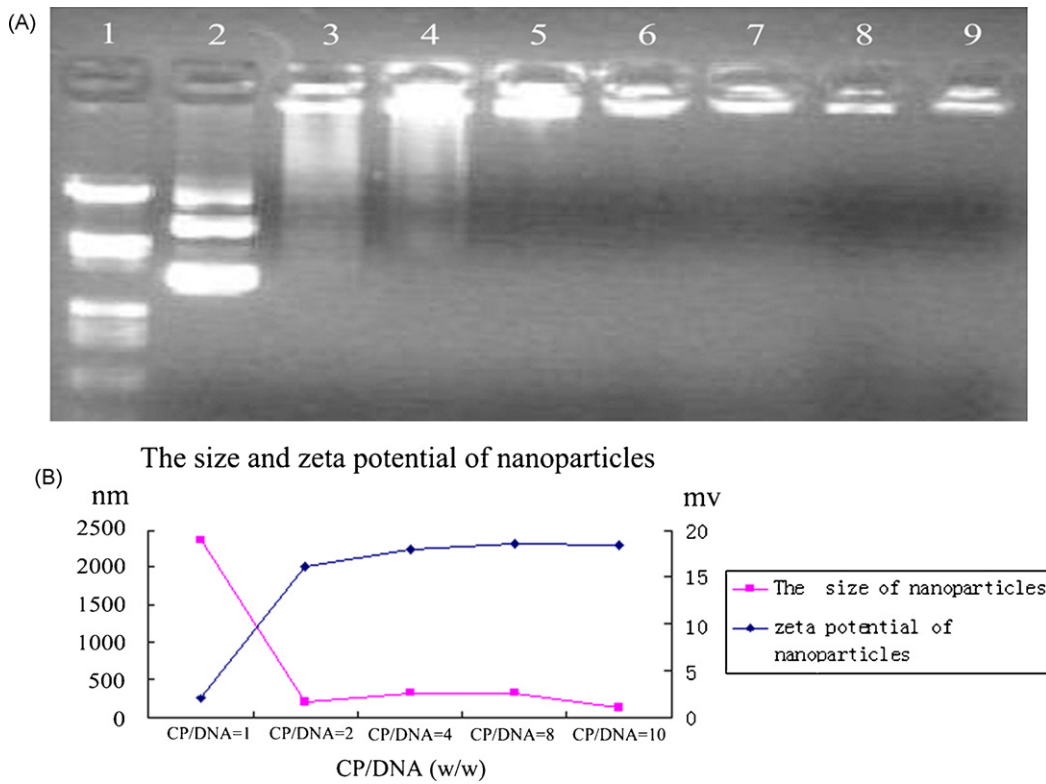 (A)
1 2 3 4 5 6 7 8 9
The size and zeta potential of nanoparticles
(B)
nm
mv
2500
2000
1500
1000
500
0
20
15
10
5
0
CP/DNA=1 CP/DNA=2 CP/DNA=4 CP/DNA=8 CP/DNA=10
CP/DNA (w/w)
The size of nanoparticles
zeta potential of
nanoparticles